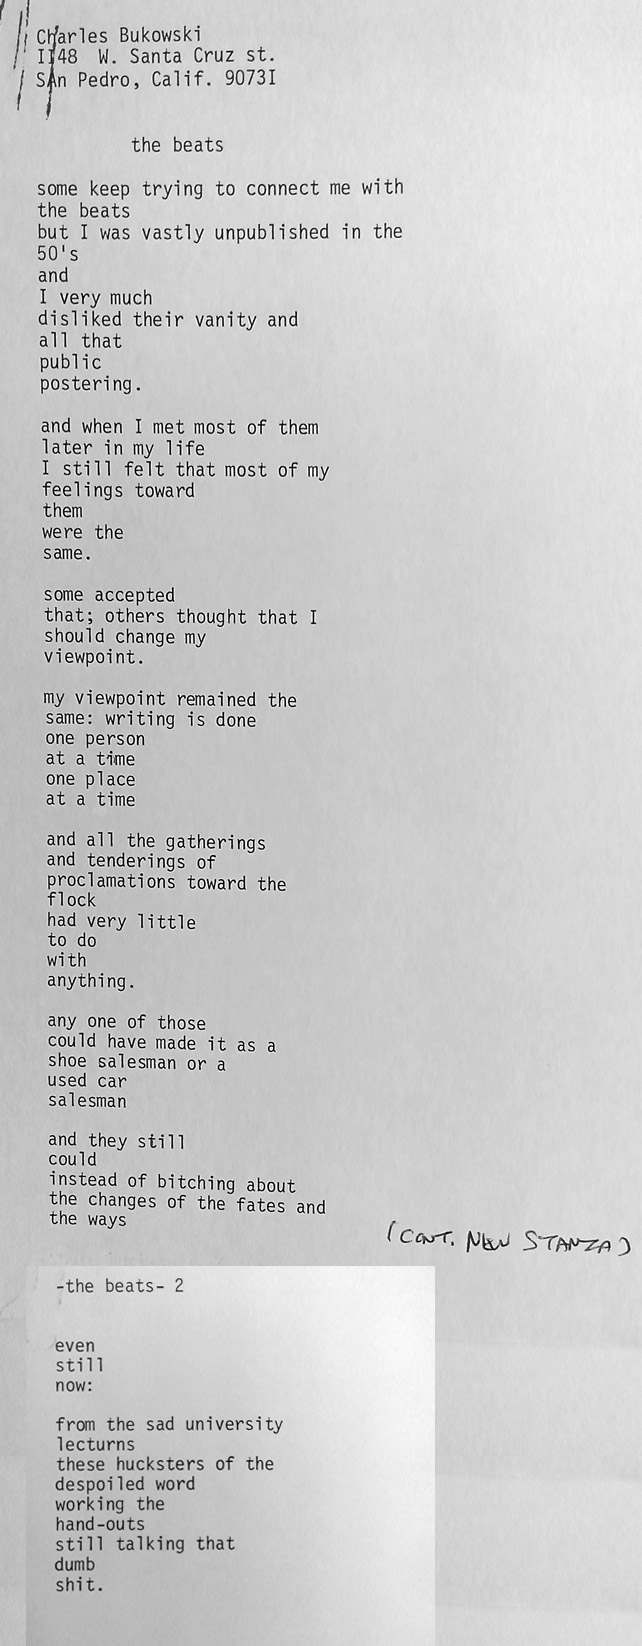 Charles Bukowski
II48 W. Santa Cruz st.
SAn Pedro, Calif. 9073I
the beats
some keep trying to connect me with
the beats
but I was vastly unpublished in the
50's
and
I very much
disliked their vanity and
all that
public
postering.
and when I met most of them
later in my life
I still felt that most of my
feelings toward
them
were the
same.
some accepted
that; others thought that I
should change my
viewpoint.
my viewpoint remained the
same: writing is done
one person
at a time
one place
at a time
and all the gatherings
and tenderings of
proclamations toward the
flock
had very little
to do
with
anything.
any one of those
could have made it as a
shoe salesman or a
used car
salesman
and they still
could
instead of bitching about
the changes of the fates and
the ways
(CONT. NEW STANZA)
-the beats- 2
even
still
now:
from the sad university
lecturns
these hucksters of the
despoiled word
working the
hand-outs
still talking that
dumb
shit.